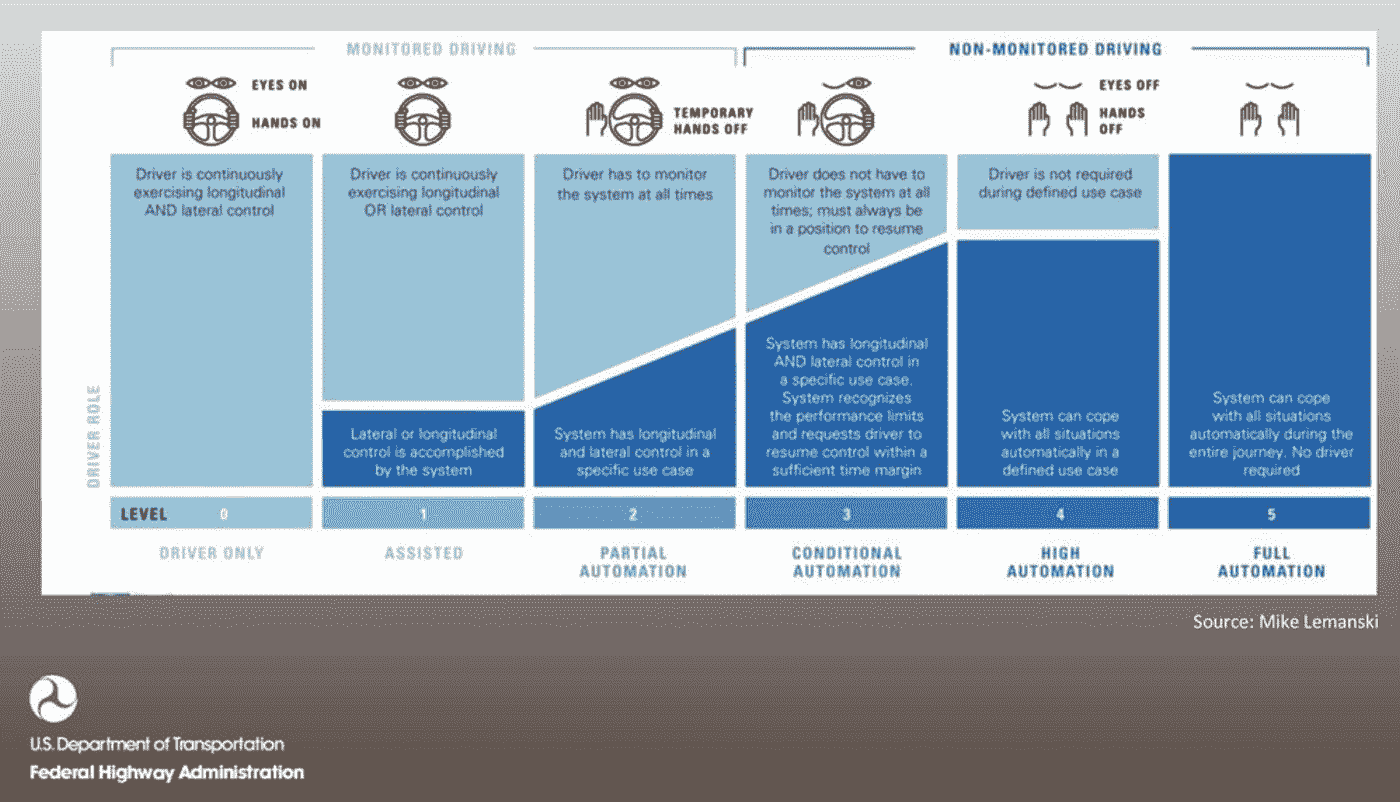 MONITORED DRIVING
NON-MONITORED DRIVING
EYES ON
HANDS ON
TEMPORARY
HANDS OFF
EYES OFF
HANDS
OFF
Driver is continuously
exercising longitudinal
AND lateral control
Driver is continuously
exercising longitudinal
OR lateral control
Driver has to monitor
the system at all times
Driver does not have to
monitor the system at all
times; must always be
in a position to resume
control
Driver is not required
during defined use case
DRIVER ROLE
Lateral or longitudinal
control is accomplished
by the system
System has longitudinal
and lateral control in a
specific use case
System has longitudinal
AND lateral control in
a specific use case.
System recognizes
the performance limits
and requests driver to
resume control within a
sufficient time margin
System can cope
with all situations
automatically in a
defined use case
System can cope
with all situations
automatically during the
entire journey. No driver
required
LEVEL 0 1 2 3 4 5
DRIVER ONLY
ASSISTED
PARTIAL
AUTOMATION
CONDITIONAL
AUTOMATION
HIGH
AUTOMATION
FULL
AUTOMATION
Source: Mike Lemanski
U.S. Department of Transportation
Federal Highway Administration